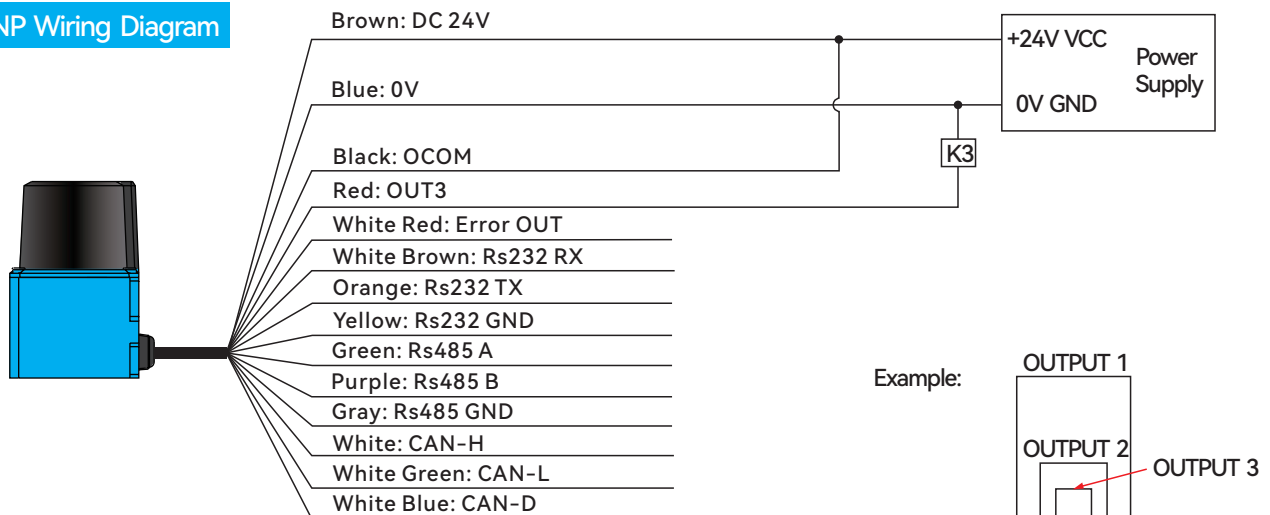 NP Wiring Diagram
Brown: DC 24V
+24V VCC
Power
Supply
Blue: 0V
0V GND
K3
Black: OCOM
Red: OUT3
White Red: Error OUT
White Brown: Rs232 RX
Orange: Rs232 TX
Yellow: Rs232 GND
Green: Rs485 A
Purple: Rs485 B
Gray: Rs485 GND
White: CAN-H
White Green: CAN-L
White Blue: CAN-D
Example:
OUTPUT 1
OUTPUT 2
OUTPUT 3